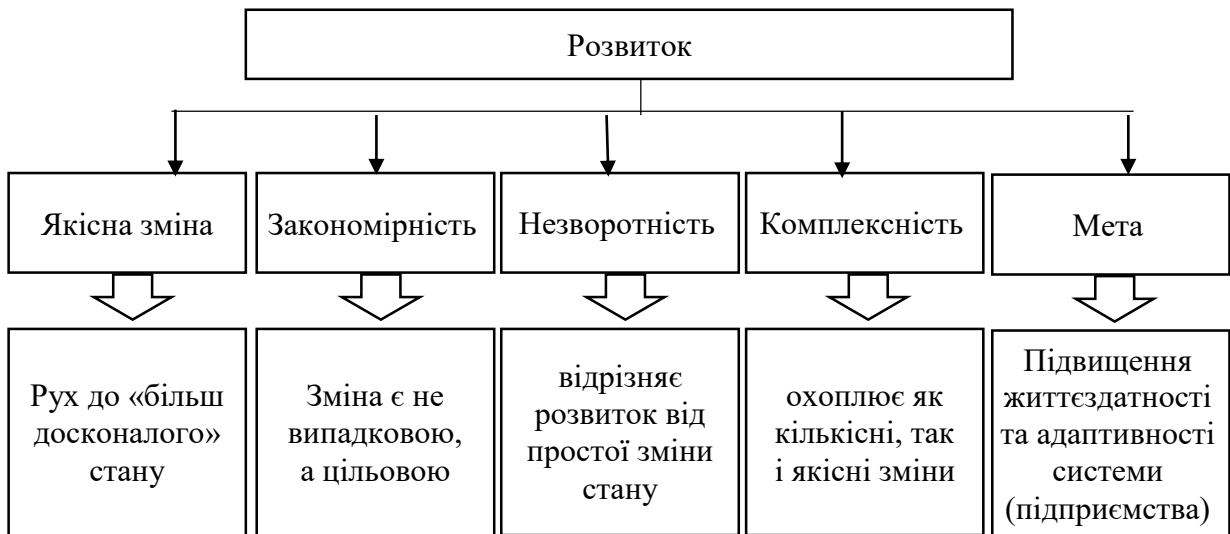 Розвиток
Якісна зміна
Закономірність
Незворотність
Комплексність
Мета
Рух до «більш
досконалого»
стану
Зміна є не
випадковою,
а цільовою
відрізняє
розвиток від
простої зміни
стану
охоплює як
кількісні, так
і якісні зміни
Підвищення
життєздатності
та адаптивності
системи
(підприємства)